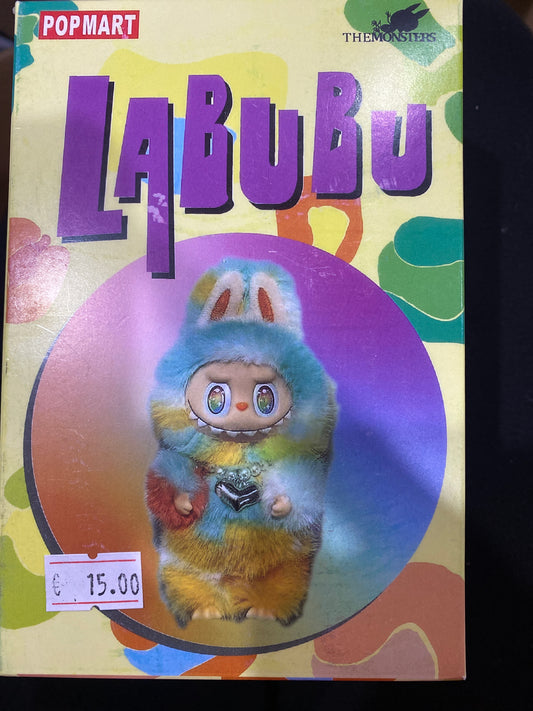 POPMART
THEMONSTERS
LABUBU
€ 15.00